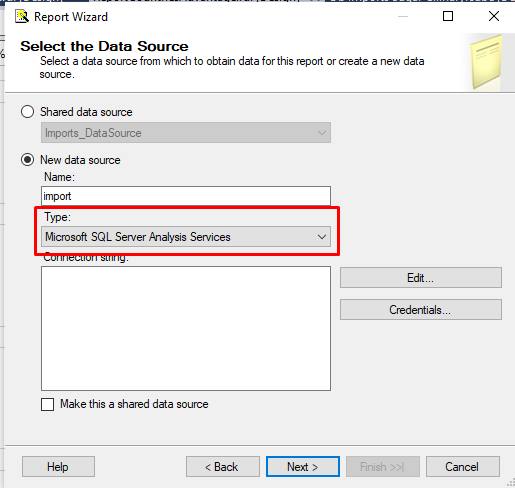 Report Wizard
Select the Data Source
Select a data source from which to obtain data for this report or create a new data
source.
Shared data source
Imports_DataSource
New data source
Name:
import
Type:
Microsoft SQL Server Analysis Services
Connection string:
Edit...
Credentials...
Make this a shared data source
Help
< Back
Next >
Finish >>|
Cancel